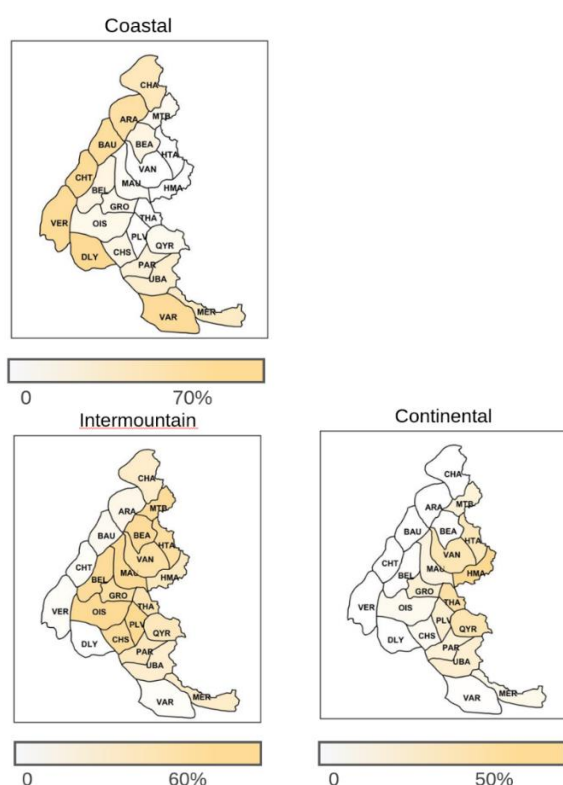 Coastal
CHA
MTB
ARA
BAU
BEA
HTA
VAN
CHT
MAU
HMA
BEL
GRO
VER
OIS
THA
PLV
QYR
DLY
CHS
PAR
UBA
VAR
MER
0 70%
Intermountain
CHA
MTB
ARA
BAU
BEA
HTA
VAN
CHT
MAU
HMA
BEL
GRO
VER
OIS
THA
PLV
QYR
DLY
CHS
PAR
UBA
VAR
MER
0 60%
Continental
CHA
MTB
ARA
BAU
BEA
HTA
VAN
CHT
MAU
HMA
BEL
GRO
VER
OIS
THA
PLV
QYR
DLY
CHS
PAR
UBA
VAR
MER
0 50%